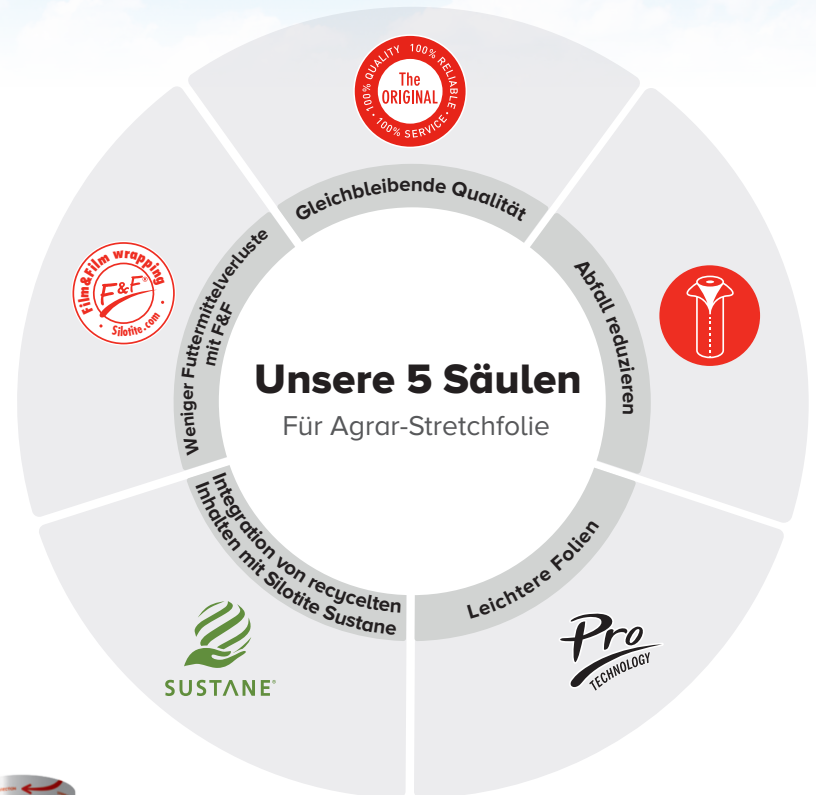 100% QUALITY · 100% RELIABLE · 100% SERVICE ·
The
ORIGINAL
Gleichbleibende Qualität
Abfall reduzieren
Leichtere Folien
Pro
TECHNOLOGY
Integration von recycelten
Inhalten mit Silotite Sustane
SUSTΛNE®
Weniger Futtermittelverluste
mit F&F
Film&Film wrapping
F&F®
· Silotite.com ·
Unsere 5 Säulen
Für Agrar-Stretchfolie